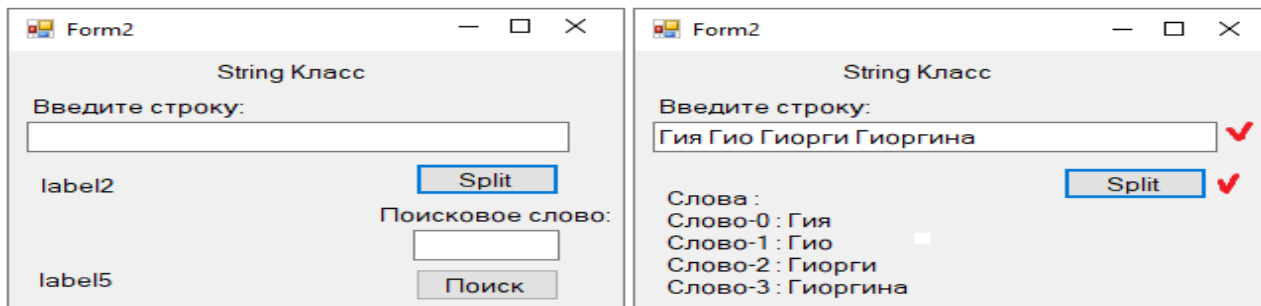 Form2
String Класс
Введите строку:
label2
Split
Поисковое слово:
label5
Поиск
Form2
String Класс
Введите строку:
Гия Гио Гиорги Гиоргина
Split
Слова :
Слово-0 : Гия
Слово-1 : Гио
Слово-2 : Гиорги
Слово-3 : Гиоргина